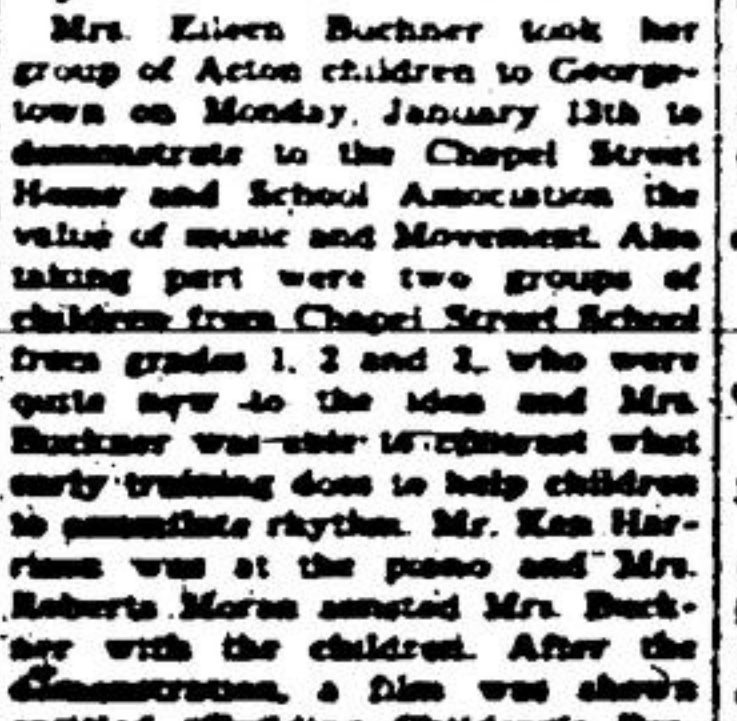 Mrs. Eileen Buchner took her
group of Acton children to George-
town on Monday, January 13th to
demonstrate to the Chapel Street
Home and School Association the
value of music and Movement. Also
taking part were two groups of
children from Chapel Street School
from grades 1, 2 and who were
quite new to the idea and Mrs.
Buckner was able to what
early training does to help children
to rhythm. Mr. Ken Har-
rison was at the piano and Mrs.
Roberta Moran assisted Mrs. Buck-
ner with the children. After the
demonstration, a film was shown